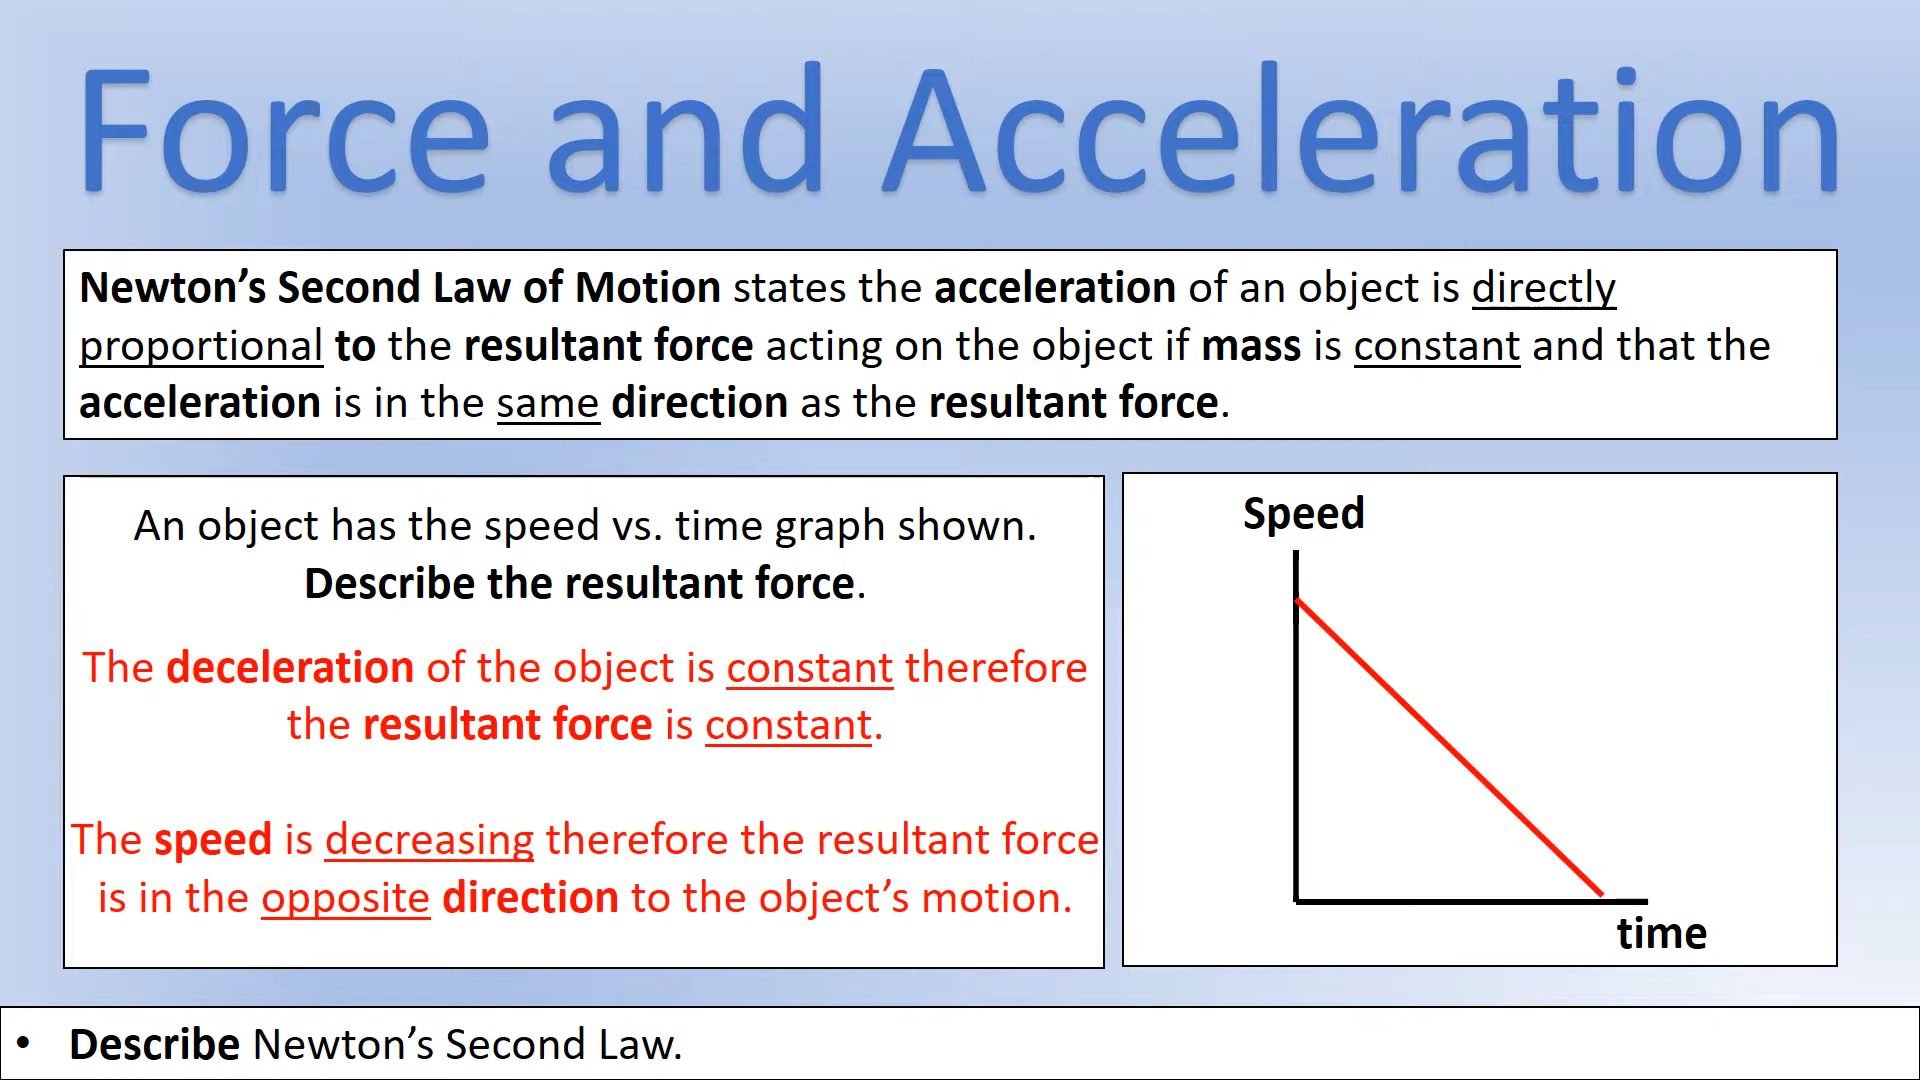 Force and Acceleration
Newton’s Second Law of Motion states the acceleration of an object is directly
proportional to the resultant force acting on the object if mass is constant and that the
acceleration is in the same direction as the resultant force.
An object has the speed vs. time graph shown.
Describe the resultant force.
The deceleration of the object is constant therefore
the resultant force is constant.
The speed is decreasing therefore the resultant force
is in the opposite direction to the object’s motion.
Speed
time
• Describe Newton’s Second Law.